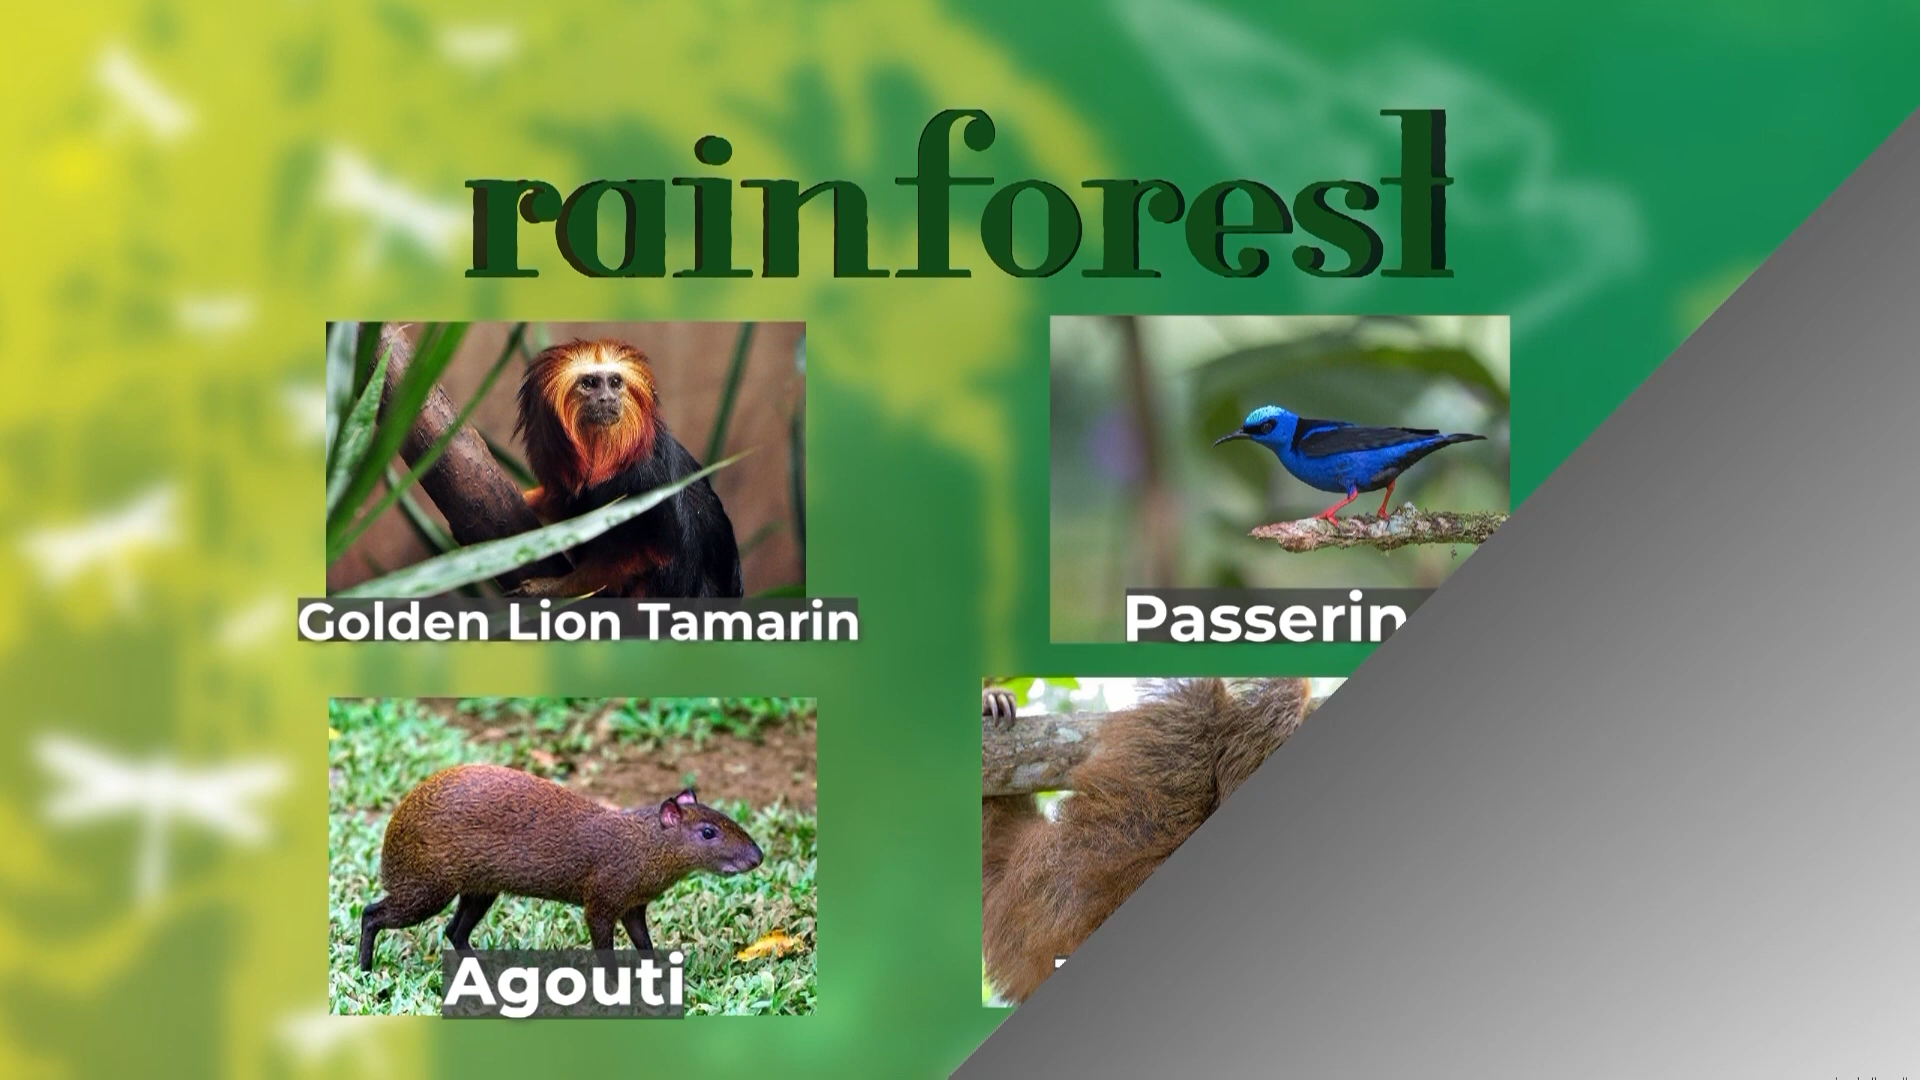 rainforest
Golden Lion Tamarin
Passerin
Agouti